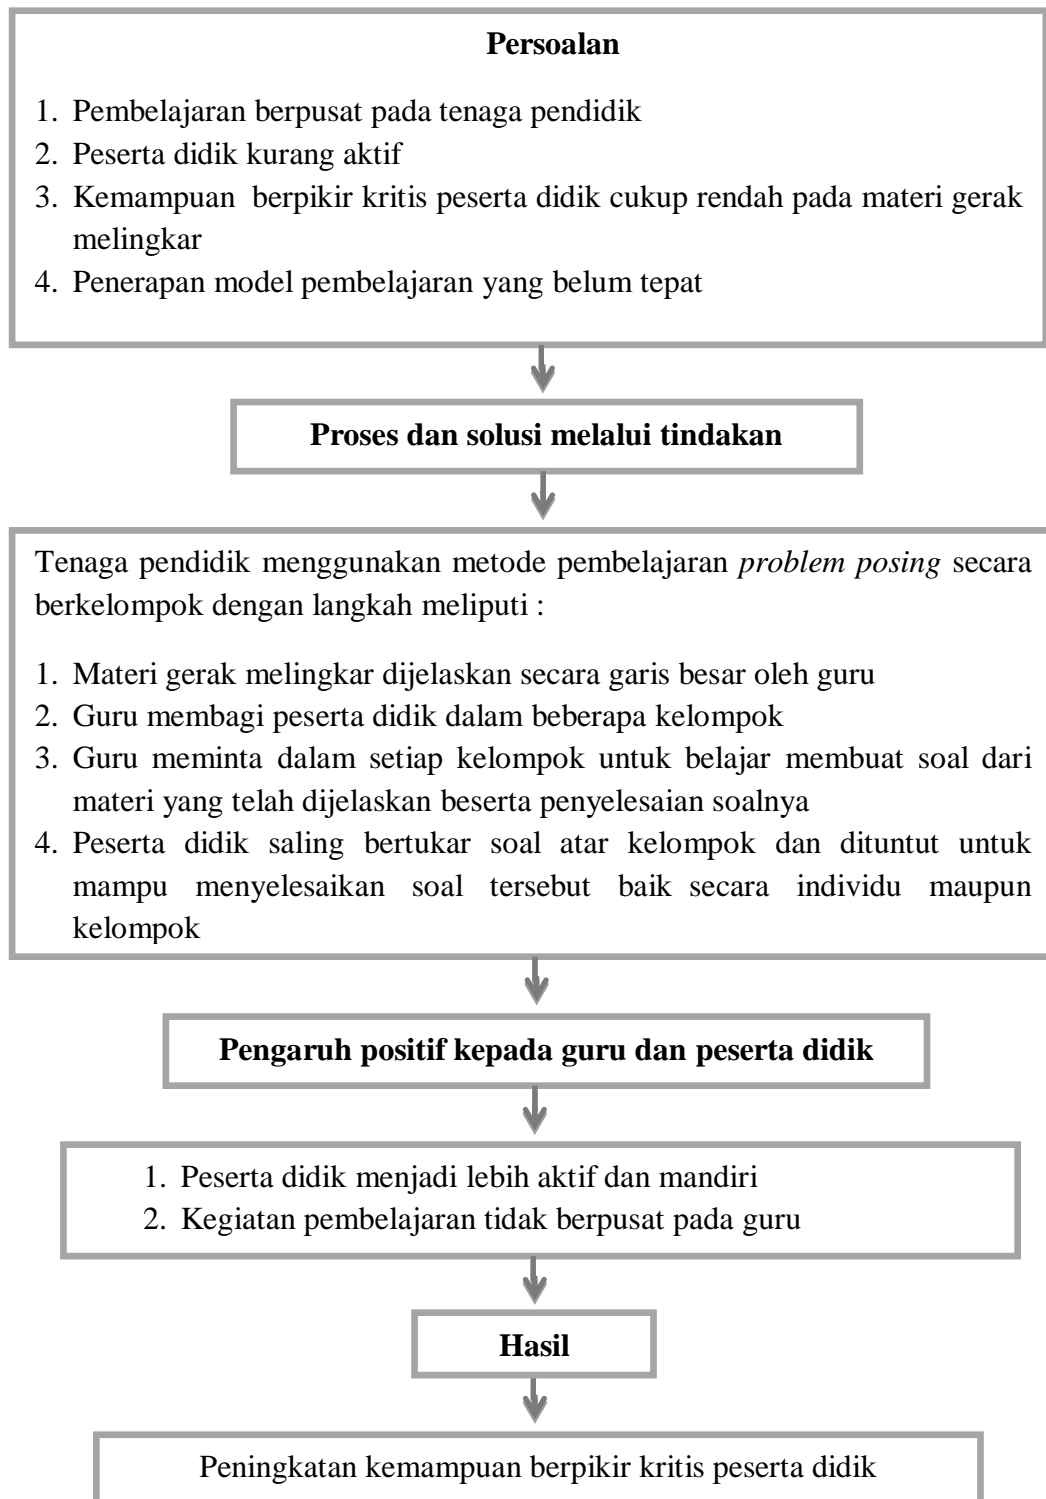 Persoalan
1. Pembelajaran berpusat pada tenaga pendidik
2. Peserta didik kurang aktif
3. Kemampuan berpikir kritis peserta didik cukup rendah pada materi gerak
melingkar
4. Penerapan model pembelajaran yang belum tepat
Proses dan solusi melalui tindakan
Tenaga pendidik menggunakan metode pembelajaran problem posing secara
berkelompok dengan langkah meliputi :
1. Materi gerak melingkar dijelaskan secara garis besar oleh guru
2. Guru membagi peserta didik dalam beberapa kelompok
3. Guru meminta dalam setiap kelompok untuk belajar membuat soal dari
materi yang telah dijelaskan beserta penyelesaian soalnya
4. Peserta didik saling bertukar soal atar kelompok dan dituntut untuk
mampu menyelesaikan soal tersebut baik secara individu maupun
kelompok
Pengaruh positif kepada guru dan peserta didik
1. Peserta didik menjadi lebih aktif dan mandiri
2. Kegiatan pembelajaran tidak berpusat pada guru
Hasil
Peningkatan kemampuan berpikir kritis peserta didik